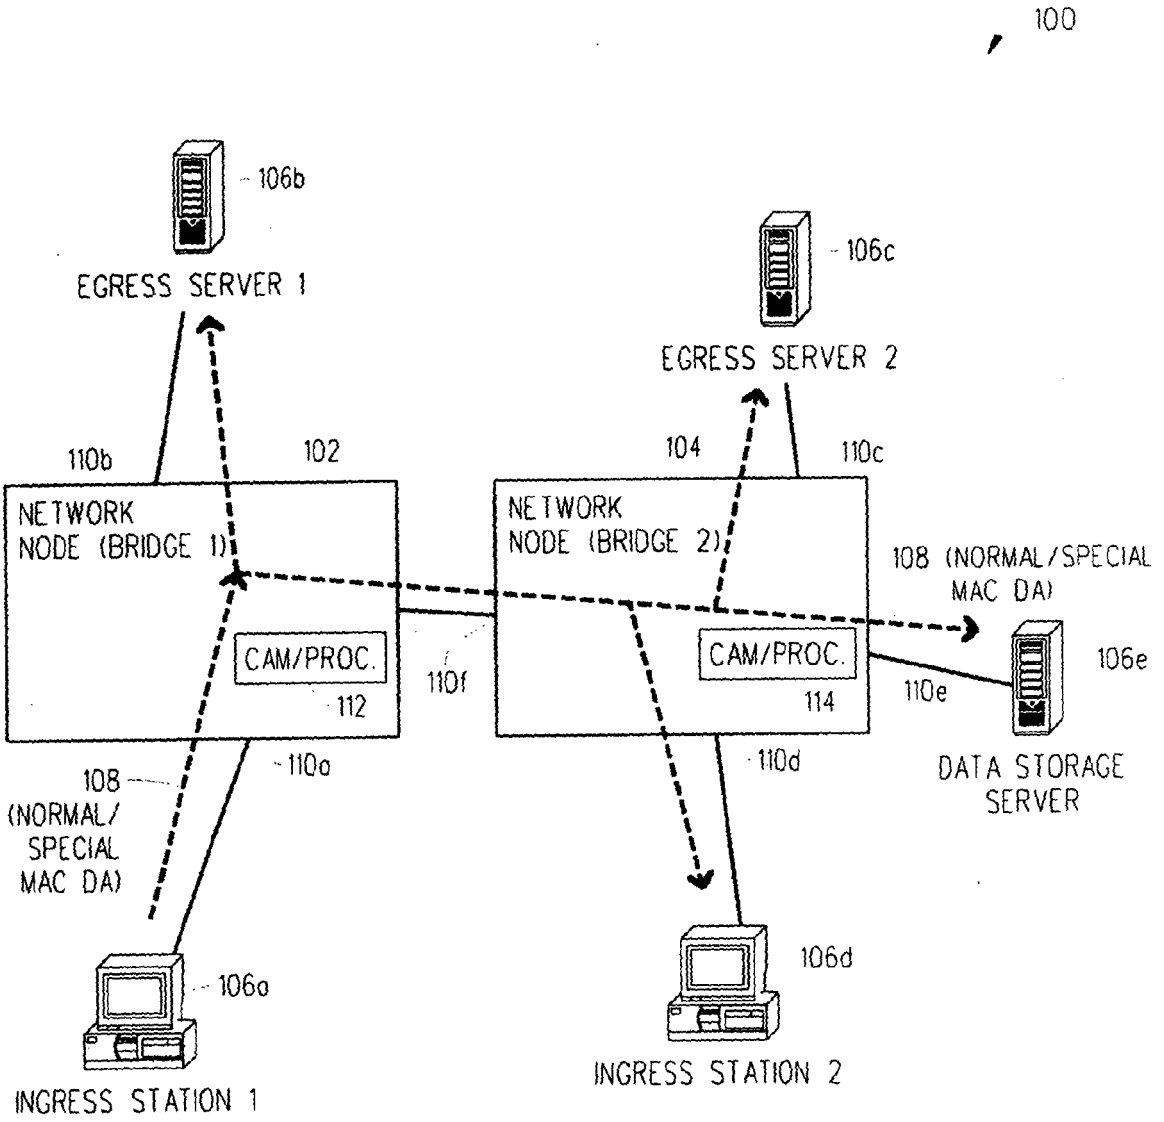 100
106b
EGRESS SERVER 1
106c
EGRESS SERVER 2
110b
102
104
110c
NETWORK
NODE (BRIDGE 1)
NETWORK
NODE (BRIDGE 2)
108 (NORMAL/SPECIAL
MAC DA)
CAM/PROC.
112
110f
CAM/PROC.
114
110e
106e
DATA STORAGE
SERVER
110a
110d
108
(NORMAL/
SPECIAL
MAC DA)
106a
INGRESS STATION 1
106d
INGRESS STATION 2